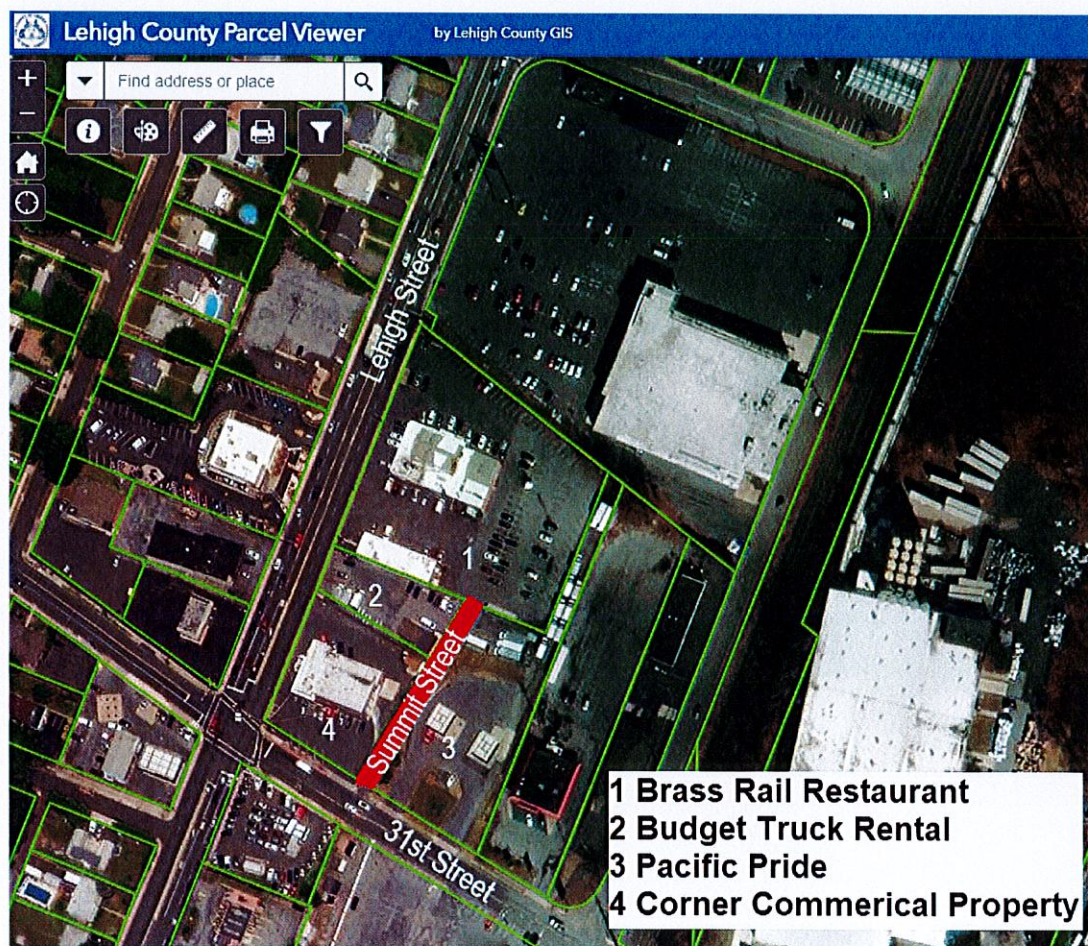 Lehigh County Parcel Viewer by Lehigh County GIS
Find address or place
Lehigh Street
1
2
Summit Street
3
4
31st Street
1 Brass Rail Restaurant
2 Budget Truck Rental
3 Pacific Pride
4 Corner Commerical Property